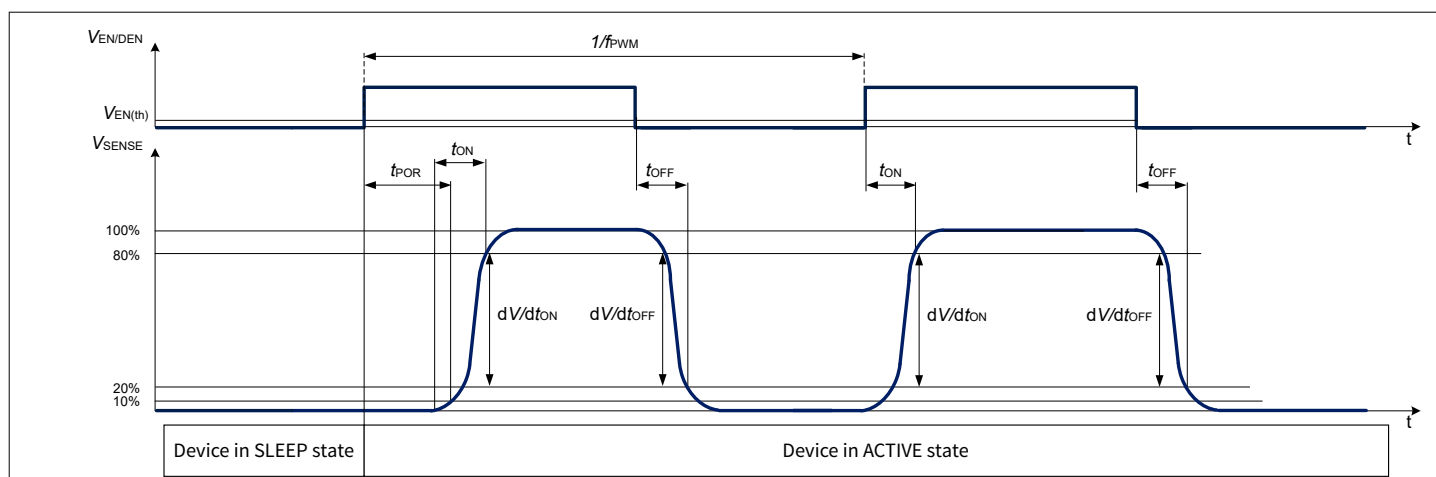 VEN/DEN
1/fPWM
VEN(th)
t
VSENSE
tON
tPOR
tOFF
tON
tOFF
100%
80%
dV/dtON
dV/dtOFF
dV/dtON
dV/dtOFF
20%
10%
t
Device in SLEEP state
Device in ACTIVE state